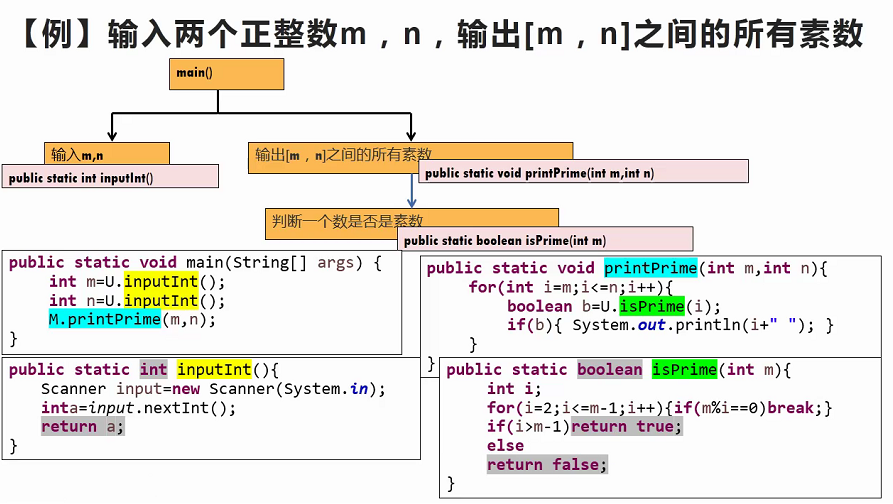 【例】输入两个正整数m，n，输出[m，n]之间的所有素数
main()
输入m,n
public static int inputInt()
输出[m，n]之间的所有素数
public static void printPrime(int m,int n)
判断一个数是否是素数
public static boolean isPrime(int m)
public static void main(String[] args) {
int m=U.inputInt();
int n=U.inputInt();
M.printPrime(m,n);
}
public static int inputInt(){
Scanner input=new Scanner(System.in);
inta=input.nextInt();
return a;
}
public static void printPrime(int m,int n){
for(int i=m;i<=n;i++){
boolean b=U.isPrime(i);
if(b){ System.out.println(i+" "); }
}
}
public static boolean isPrime(int m){
int i;
for(i=2;i<=m-1;i++){if(m%i==0)break;}
if(i>m-1)return true;
else
return false;
}